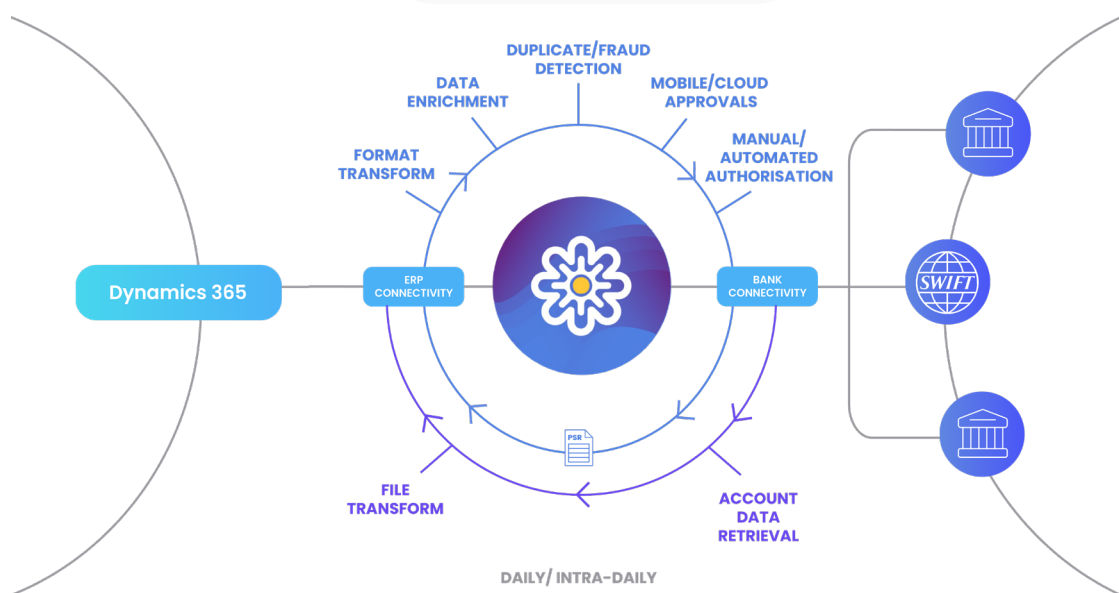 DUPLICATE/FRAUD
DETECTION
DATA
ENRICHMENT
MOBILE/CLOUD
APPROVALS
FORMAT
TRANSFORM
MANUAL/
AUTOMATED
AUTHORISATION
Dynamics 365
ERP
CONNECTIVITY
BANK
CONNECTIVITY
SWIFT
PSR
FILE
TRANSFORM
ACCOUNT
DATA
RETRIEVAL
DAILY/ INTRA-DAILY